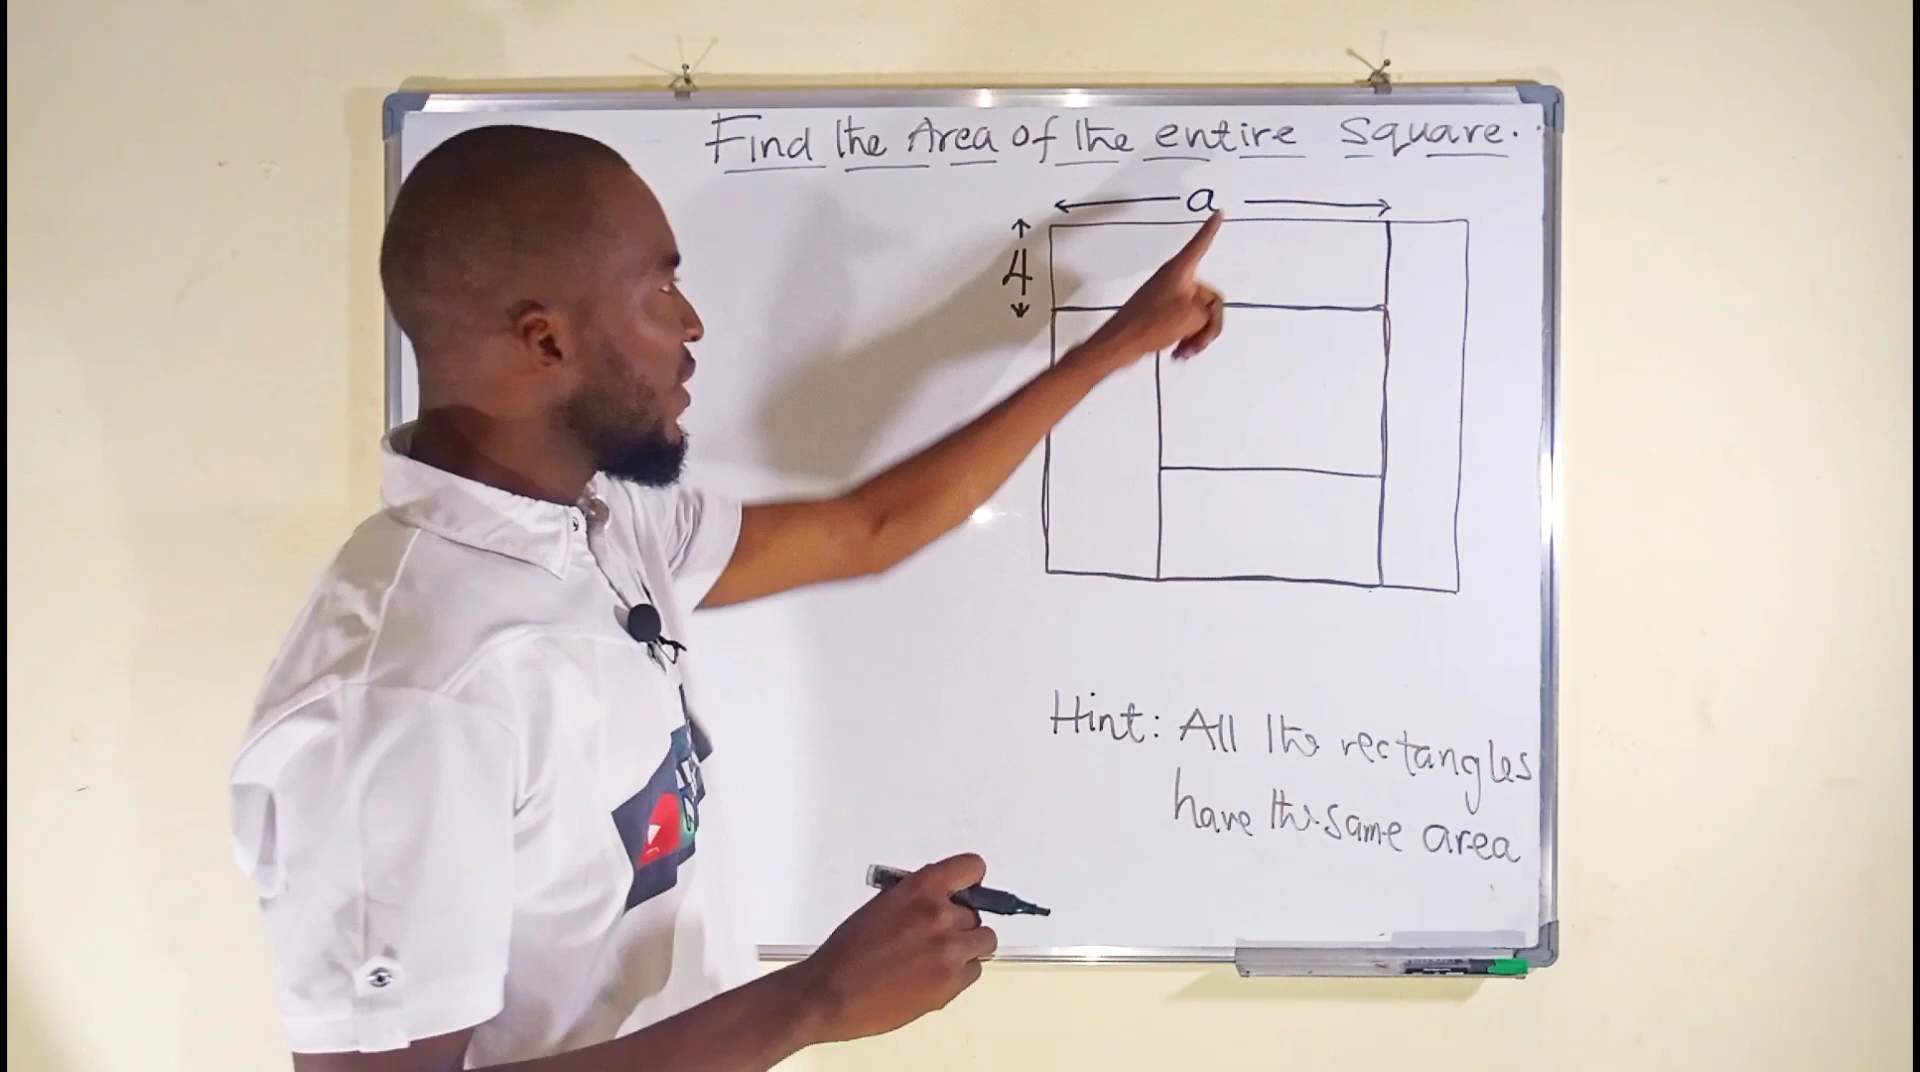 Find the Area of the entire square.
a
4
Hint: All the rectangles
have the same area